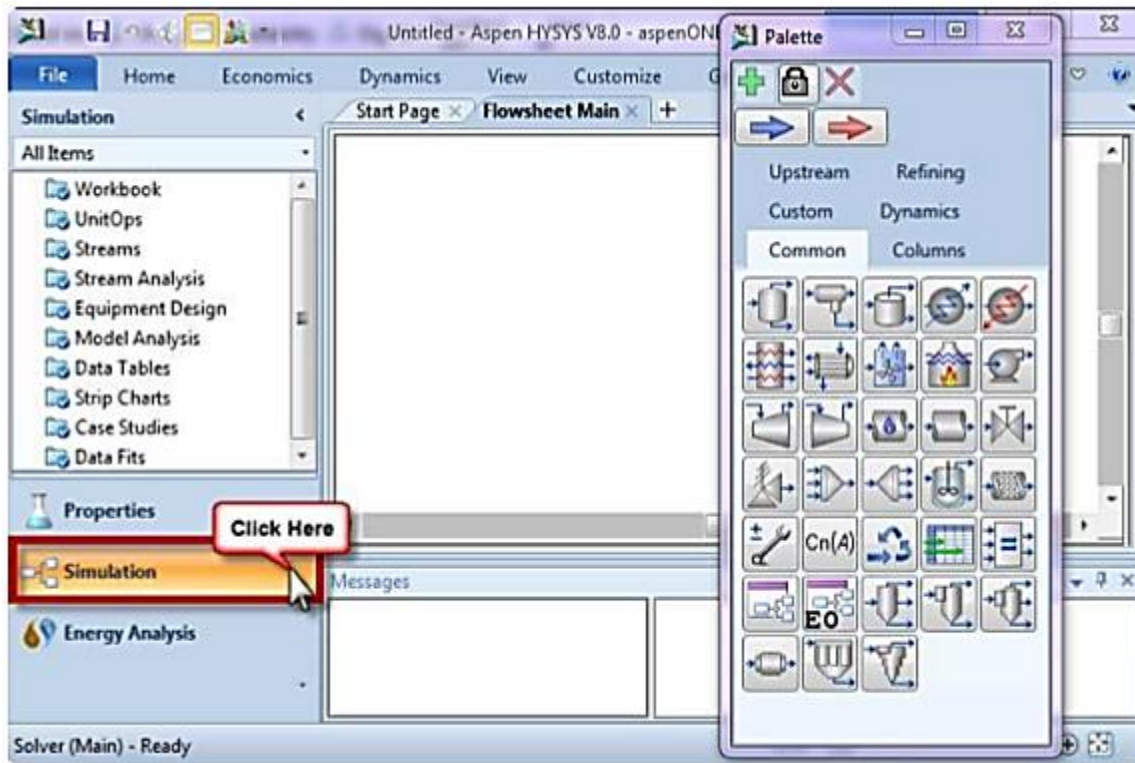 Untitled - Aspen HYSYS V8.0 - aspenONE
Palette
File Home Economics Dynamics View Customize
Simulation
Start Page Flowsheet Main
All Items
Workbook
UnitOps
Streams
Stream Analysis
Equipment Design
Model Analysis
Data Tables
Strip Charts
Case Studies
Data Fits
Properties
Click Here
Simulation
Energy Analysis
Messages
Solver (Main) - Ready
Upstream Refining
Custom Dynamics
Common Columns
Cn(A)
EO